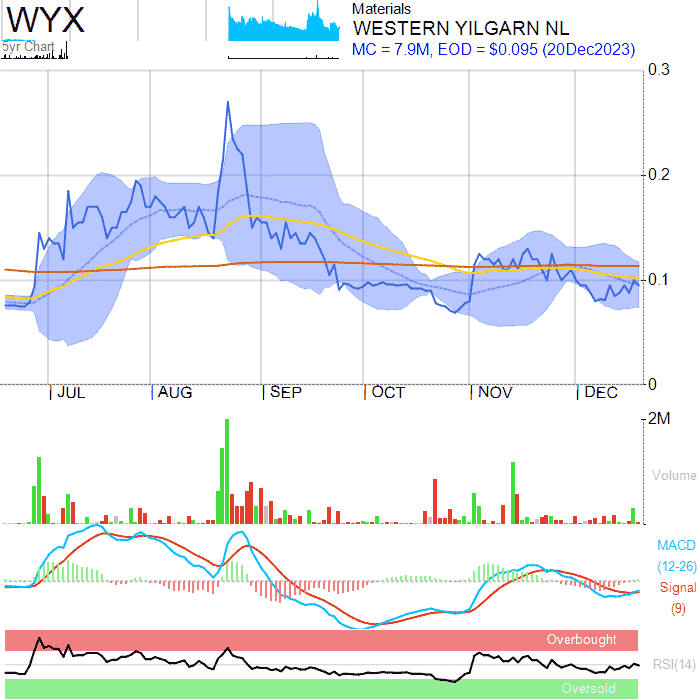 WYX
5yr Chart
Materials
WESTERN YILGARN NL
MC = 7.9M, EOD = $0.095 (20Dec2023)
0.3
0.2
0.1
0
JUL AUG SEP OCT NOV DEC
2M
Volume
MACD
(12-26)
Signal
(9)
Overbought
RSI(14)
Oversold